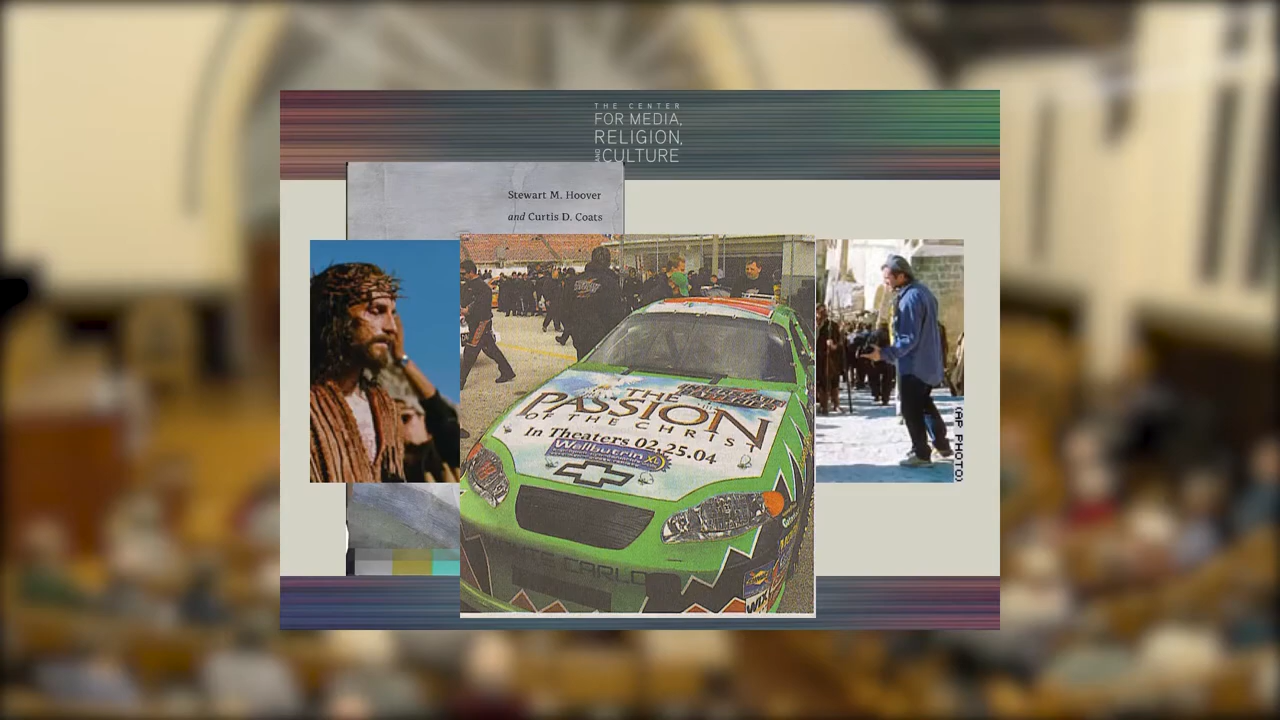 THE CENTER
FOR MEDIA,
RELIGION,
AND CULTURE
Stewart M. Hoover
and Curtis D. Coats
THE
PASSION
OF THE CHRIST
In Theaters 02.25.04
Wellbutrin XL
WIX
(AP PHOTO)